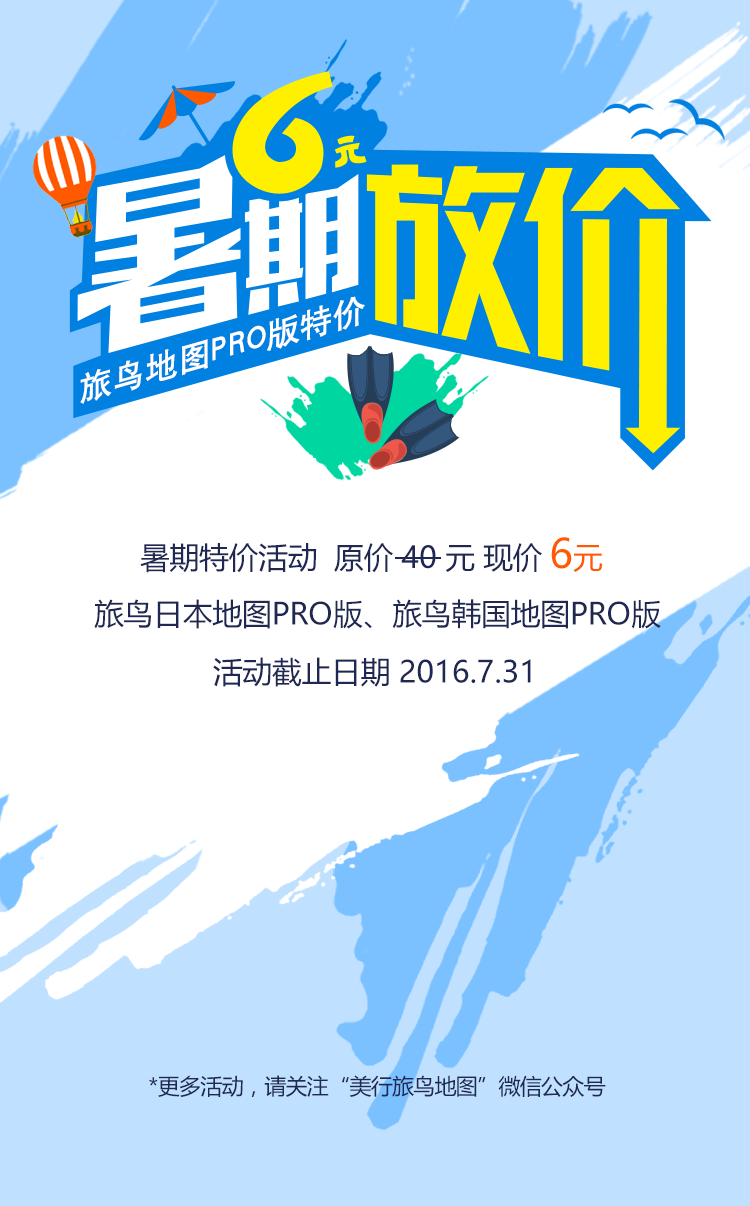 6元
暑期放价
旅鸟地图PRO版特价
暑期特价活动 原价 40 元 现价 6元
旅鸟日本地图PRO版、旅鸟韩国地图PRO版
活动截止日期 2016.7.31
*更多活动，请关注“美行旅鸟地图”微信公众号